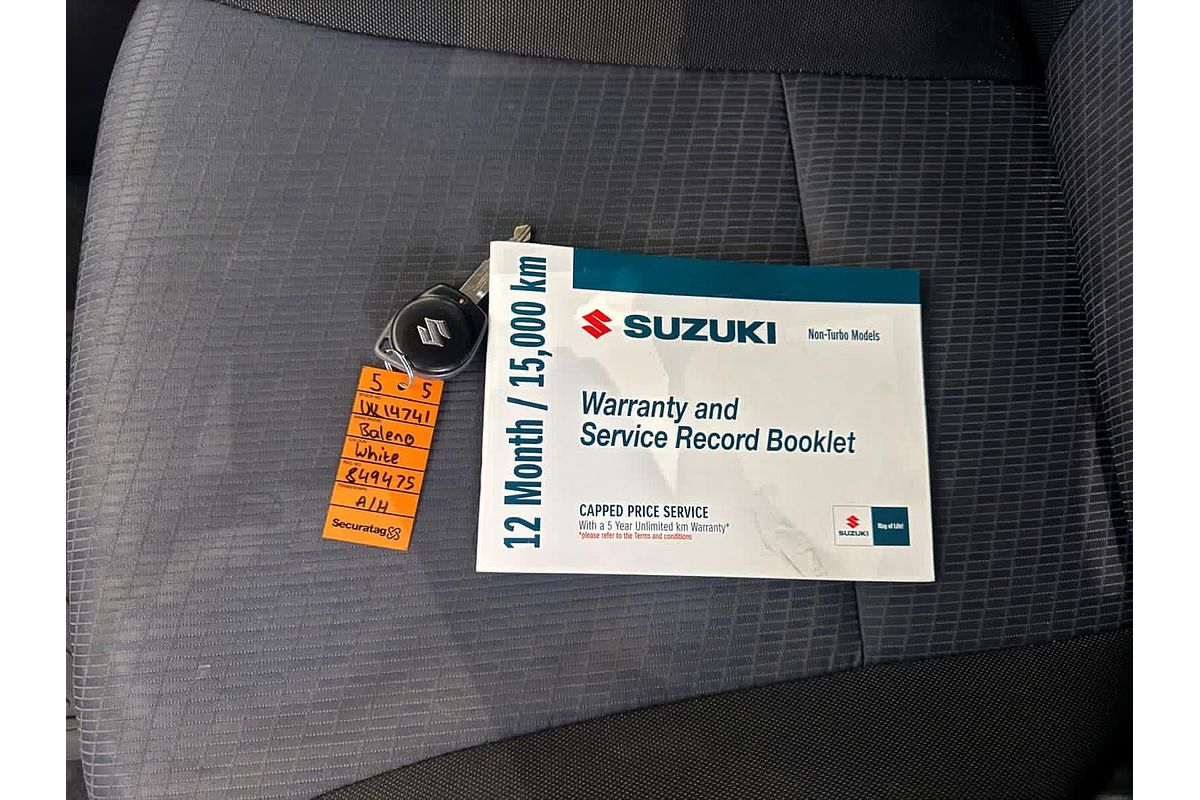 5 5
14741
Baleno
White
849475
A/H
Securatag
12 Month / 15,000 km
SUZUKI
Non-Turbo Models
Warranty and
Service Record Booklet
CAPPED PRICE SERVICE
With a 5 Year Unlimited km Warranty*
*please refer to the Terms and conditions
SUZUKI
Way of Life!